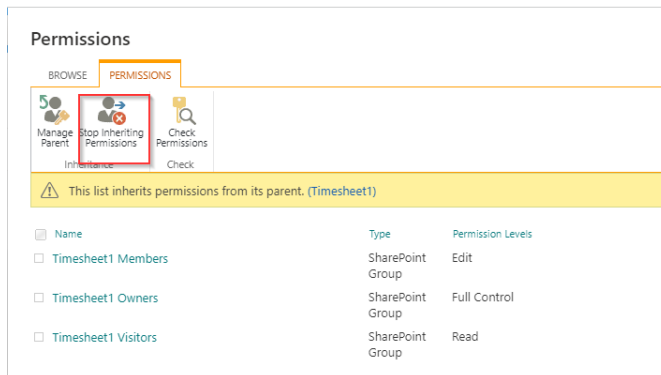 Permissions
BROWSE PERMISSIONS
Manage Stop Inheriting Check
Parent Permissions Permissions
Inheritance Check
This list inherits permissions from its parent. (Timesheet1)
Name Type Permission Levels
Timesheet1 Members SharePoint Edit
Group
Timesheet1 Owners SharePoint Full Control
Group
Timesheet1 Visitors SharePoint Read
Group